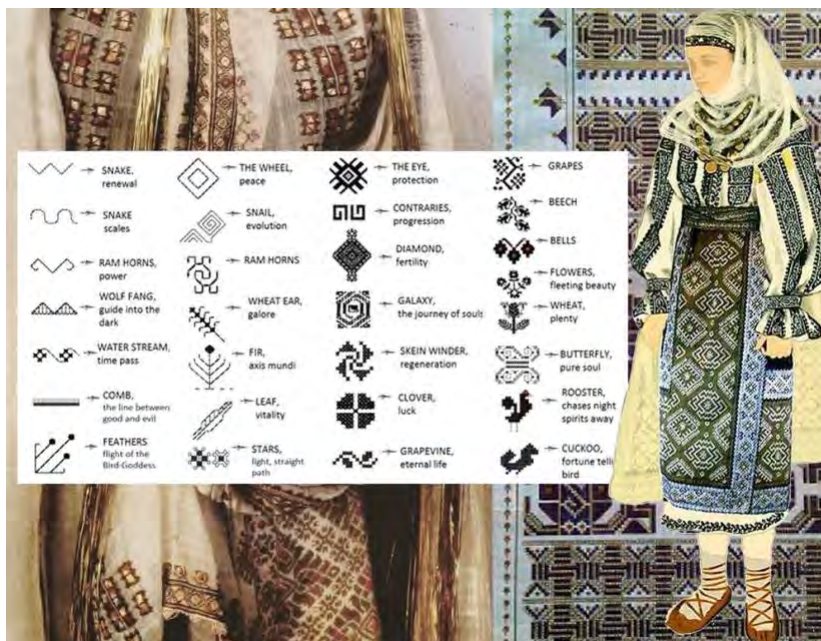 SNAKE,
renewal
SNAKE
scales
RAM HORNS,
power
WOLF FANG,
guide into the
dark
WATER STREAM,
time pass
COMB,
the line between
good and evil
FEATHERS
flight of the
Bird-Goddess
THE WHEEL,
peace
SNAIL,
evolution
RAM HORNS
WHEAT EAR,
galore
FIR,
axis mundi
LEAF,
vitality
STARS,
light, straight
path
THE EYE,
protection
CONTRARIES,
progression
DIAMOND,
fertility
GALAXY,
the journey of souls
SKEIN WINDER,
regeneration
CLOVER,
luck
GRAPEVINE,
eternal life
GRAPES
BEECH
BELLS
FLOWERS,
fleeting beauty
WHEAT,
plenty
BUTTERFLY,
pure soul
ROOSTER,
chases night
spirits away
CUCKOO,
fortune telli
bird